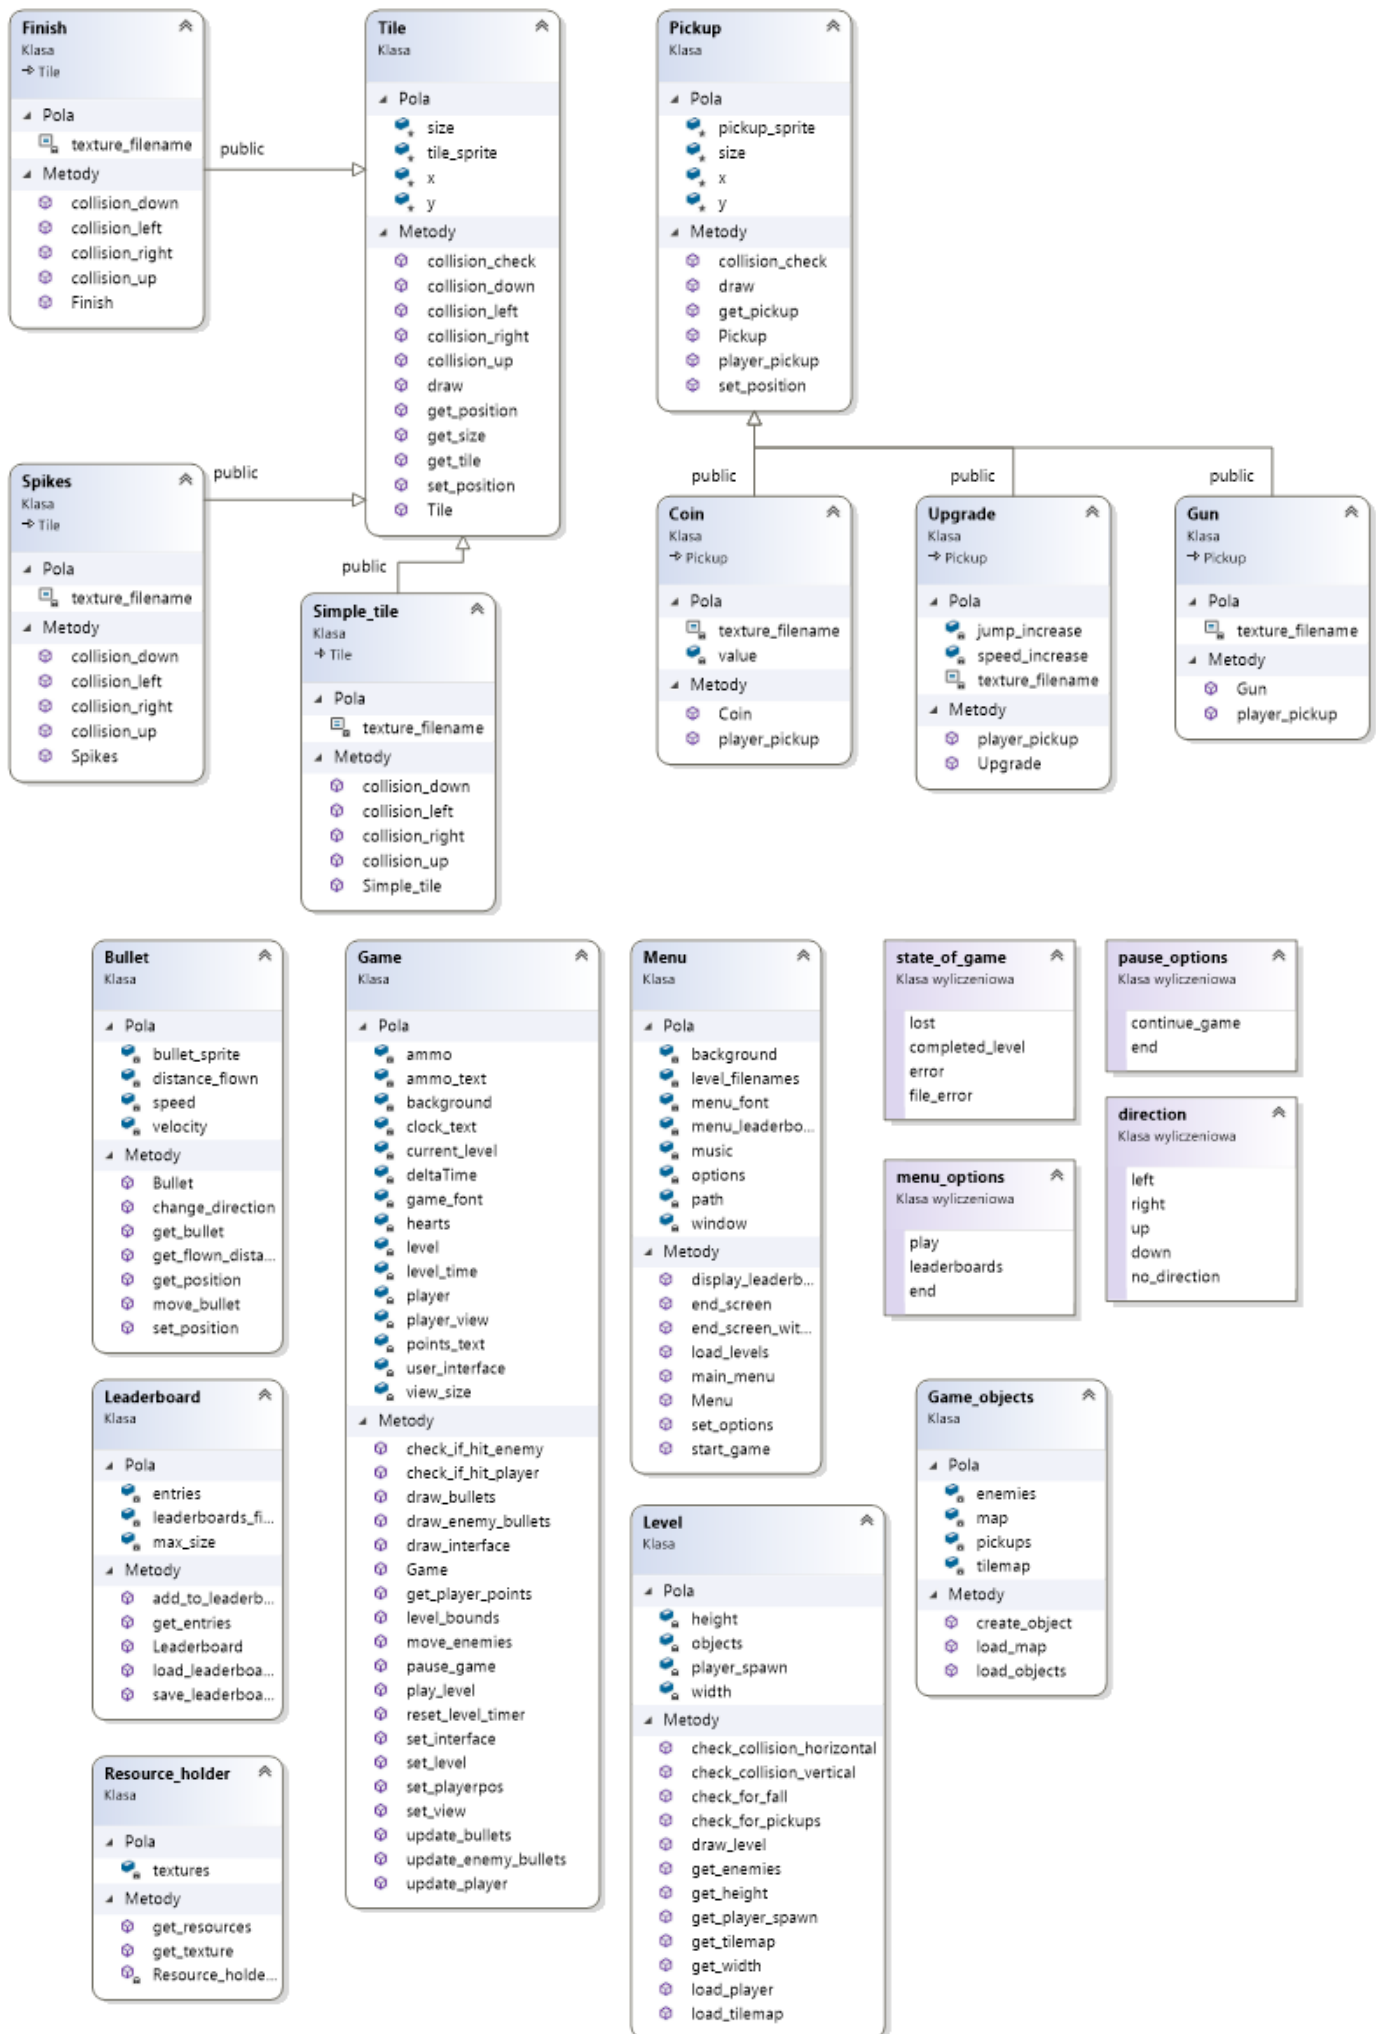 Finish
Klasa
Tile
Pola
texture_filename
Metody
collision_down
collision_left
collision_right
collision_up
Finish
public
Tile
Klasa
Pola
size
tile_sprite
x
y
Metody
collision_check
collision_down
collision_left
collision_right
collision_up
draw
get_position
get_size
get_tile
set_position
Tile
Pickup
Klasa
Pola
pickup_sprite
size
x
y
Metody
collision_check
draw
get_pickup
Pickup
player_pickup
set_position
Spikes
Klasa
Tile
Pola
texture_filename
Metody
collision_down
collision_left
collision_right
collision_up
Spikes
public
public
Simple_tile
Klasa
Tile
Pola
texture_filename
Metody
collision_down
collision_left
collision_right
collision_up
Simple_tile
public
Coin
Klasa
Pickup
Pola
texture_filename
value
Metody
Coin
player_pickup
public
Upgrade
Klasa
Pickup
Pola
jump_increase
speed_increase
texture_filename
Metody
player_pickup
Upgrade
public
Gun
Klasa
Pickup
Pola
texture_filename
Metody
Gun
player_pickup
Bullet
Klasa
Pola
bullet_sprite
distance_flown
speed
velocity
Metody
Bullet
change_direction
get_bullet
get_flown_dista...
get_position
move_bullet
set_position
Game
Klasa
Pola
ammo
ammo_text
background
clock_text
current_level
deltaTime
game_font
hearts
level
level_time
player
player_view
points_text
user_interface
view_size
Metody
check_if_hit_enemy
check_if_hit_player
draw_bullets
draw_enemy_bullets
draw_interface
Game
get_player_points
level_bounds
move_enemies
pause_game
play_level
reset_level_timer
set_interface
set_level
set_playerpos
set_view
update_bullets
update_enemy_bullets
update_player
Menu
Klasa
Pola
background
level_filenames
menu_font
menu_leaderbo...
music
options
path
window
Metody
display_leaderb...
end_screen
end_screen_wit...
load_levels
main_menu
Menu
set_options
start_game
state_of_game
Klasa wyliczeniowa
lost
completed_level
error
file_error
pause_options
Klasa wyliczeniowa
continue_game
end
direction
Klasa wyliczeniowa
left
right
up
down
no_direction
menu_options
Klasa wyliczeniowa
play
leaderboards
end
Leaderboard
Klasa
Pola
entries
leaderboards_fi...
max_size
Metody
add_to_leaderb...
get_entries
Leaderboard
load_leaderboa...
save_leaderboa...
Game_objects
Klasa
Pola
enemies
map
pickups
tilemap
Metody
create_object
load_map
load_objects
Level
Klasa
Pola
height
objects
player_spawn
width
Metody
check_collision_horizontal
check_collision_vertical
check_for_fall
check_for_pickups
draw_level
get_enemies
get_height
get_player_spawn
get_tilemap
get_width
load_player
load_tilemap
Resource_holder
Klasa
Pola
textures
Metody
get_resources
get_texture
Resource_holde...